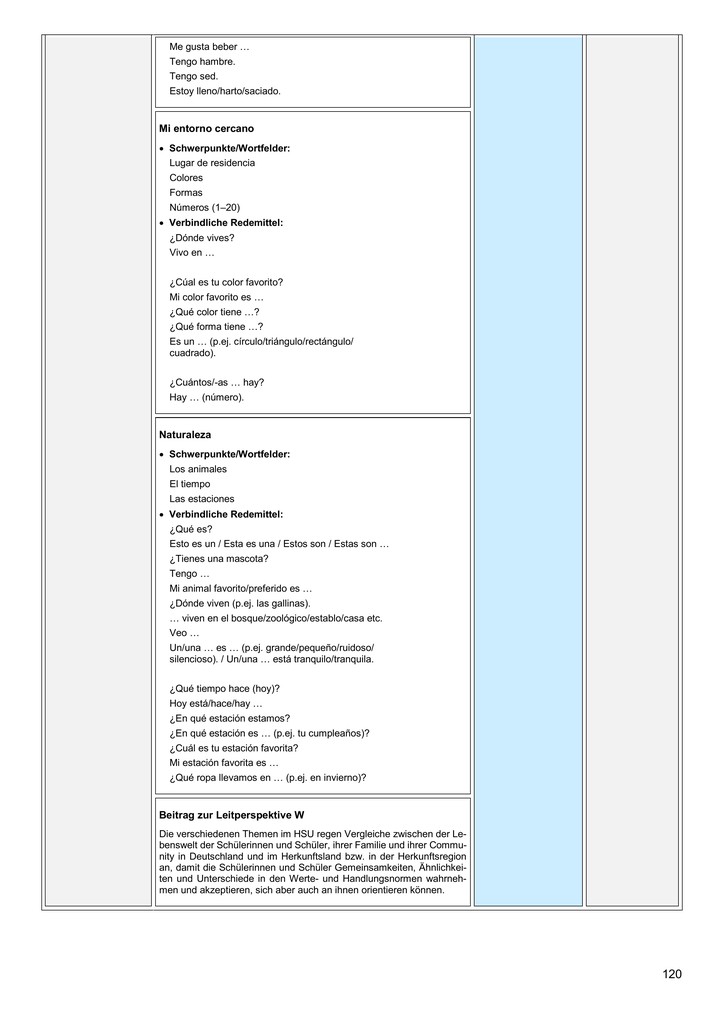 Me gusta beber …
Tengo hambre.
Tengo sed.
Estoy lleno/harto/saciado.
Mi entorno cercano
• Schwerpunkte/Wortfelder:
Lugar de residencia
Colores
Formas
Números (1–20)
• Verbindliche Redemittel:
¿Dónde vives?
Vivo en …
¿Cúal es tu color favorito?
Mi color favorito es …
¿Qué color tiene …?
¿Qué forma tiene …?
Es un … (p.ej. círculo/triángulo/rectángulo/
cuadrado).
¿Cuántos/-as … hay?
Hay … (número).
Naturaleza
• Schwerpunkte/Wortfelder:
Los animales
El tiempo
Las estaciones
• Verbindliche Redemittel:
¿Qué es?
Esto es un / Esta es una / Estos son / Estas son …
¿Tienes una mascota?
Tengo …
Mi animal favorito/preferido es …
¿Dónde viven (p.ej. las gallinas).
… viven en el bosque/zoológico/establo/casa etc.
Veo …
Un/una … es … (p.ej. grande/pequeño/ruidoso/
silencioso). / Un/una … está tranquilo/tranquila.
¿Qué tiempo hace (hoy)?
Hoy está/hace/hay …
¿En qué estación estamos?
¿En qué estación es … (p.ej. tu cumpleaños)?
¿Cuál es tu estación favorita?
Mi estación favorita es …
¿Qué ropa llevamos en … (p.ej. en invierno)?
Beitrag zur Leitperspektive W
Die verschiedenen Themen im HSU regen Vergleiche zwischen der Le-
benswelt der Schülerinnen und Schüler, ihrer Familie und ihrer Commu-
nity in Deutschland und im Herkunftsland bzw. in der Herkunftsregion
an, damit die Schülerinnen und Schüler Gemeinsamkeiten, Ähnlichkei-
ten und Unterschiede in den Werte- und Handlungsnormen wahrneh-
men und akzeptieren, sich aber auch an ihnen orientieren können.
120